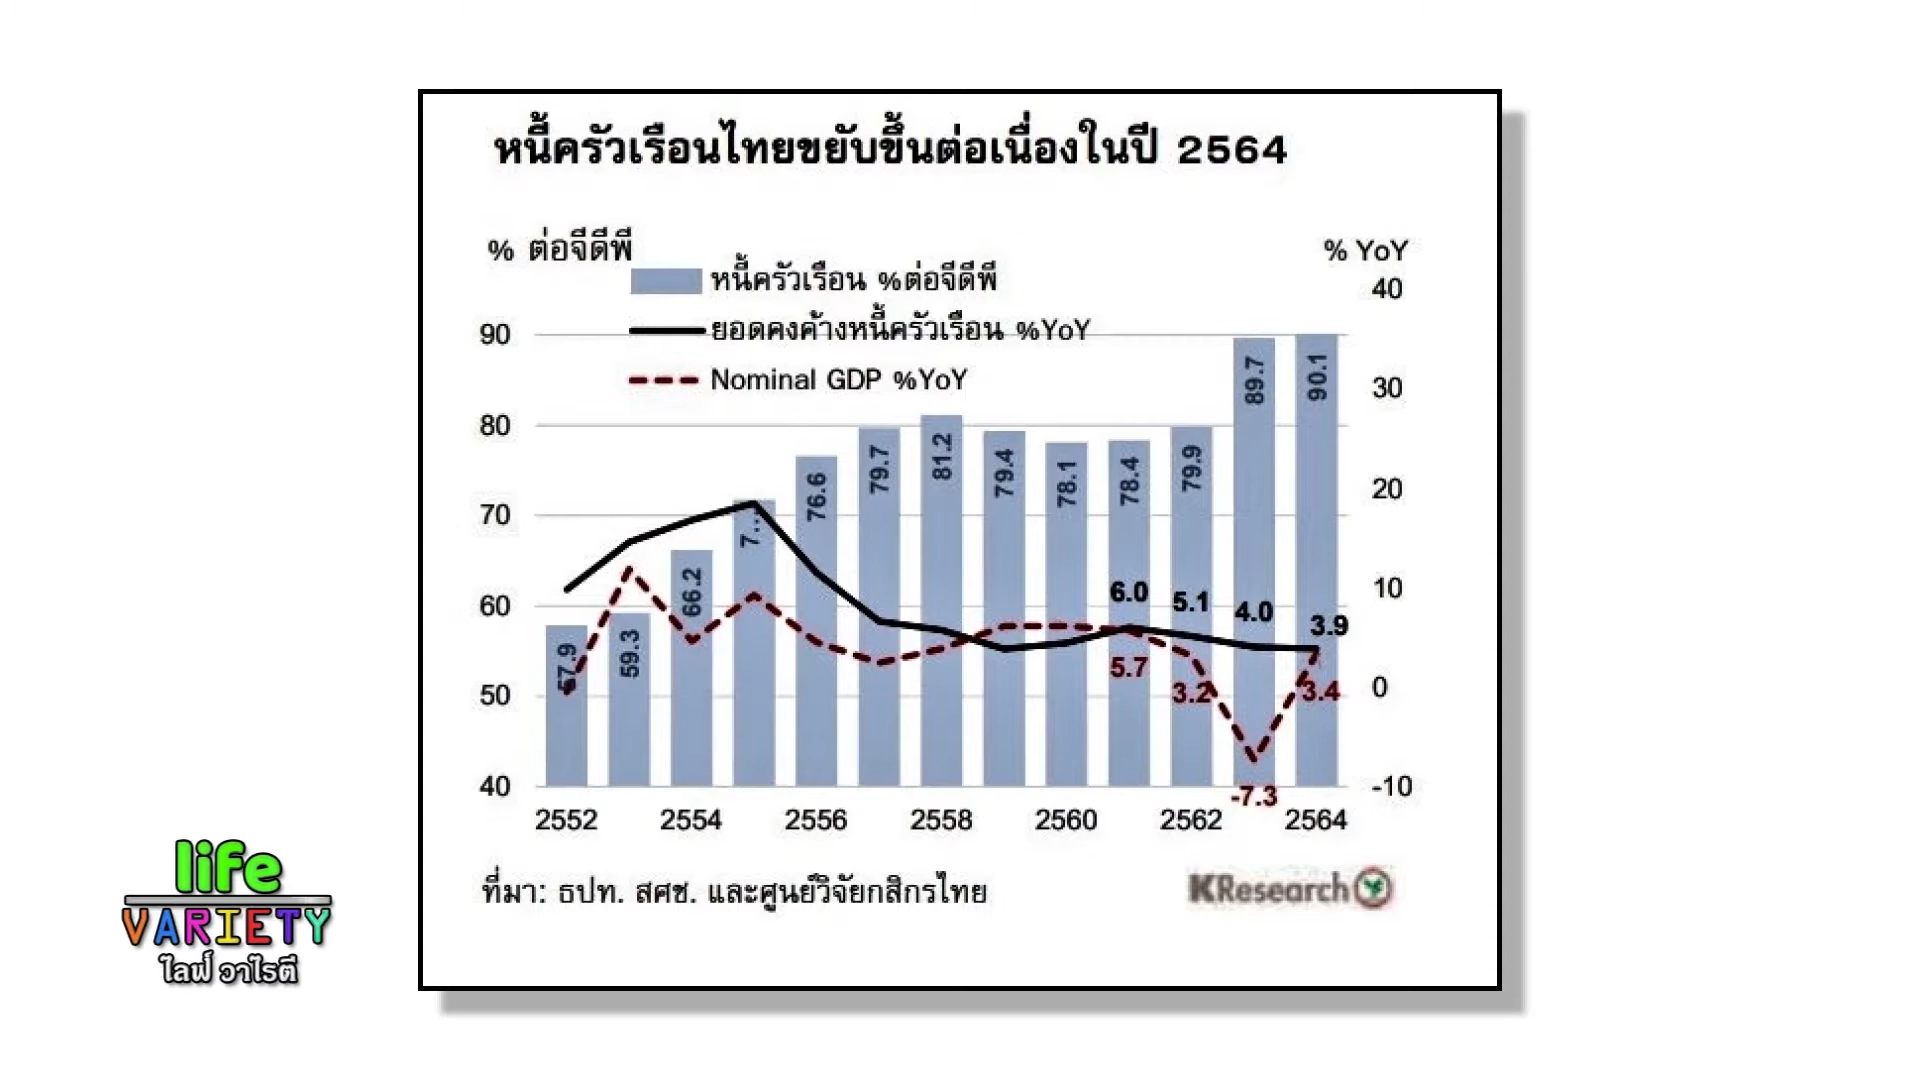 หนี้ครัวเรือนไทยขยับขึ้นต่อเนื่องในปี 2564
% ต่อจีดีพี
% YoY
หนี้ครัวเรือน %ต่อจีดีพี
ยอดคงค้างหนี้ครัวเรือน %YoY
Nominal GDP %YoY
90
80
70
60
50
40
40
30
20
10
0
-10
57.9
59.3
66.2
7...
76.6
79.7
81.2
79.4
78.1
78.4
79.9
89.7
90.1
6.0
5.1
4.0
3.9
5.7
3.2
-7.3
3.4
2552 2554 2556 2558 2560 2562 2564
ที่มา: ธปท. สศช. และศูนย์วิจัยกสิกรไทย
KResearch
life
VARIETY
ไลฟ์ วาไรตี